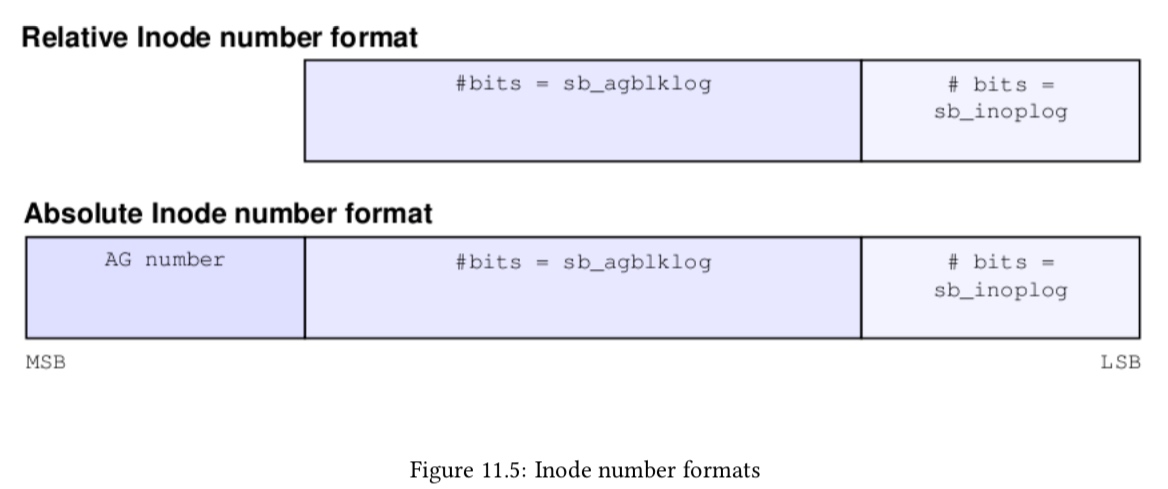 Relative Inode number format
#bits = sb_agblklog
# bits =
sb_inoplog
Absolute Inode number format
AG number
#bits = sb_agblklog
# bits =
sb_inoplog
MSB
LSB
Figure 11.5: Inode number formats